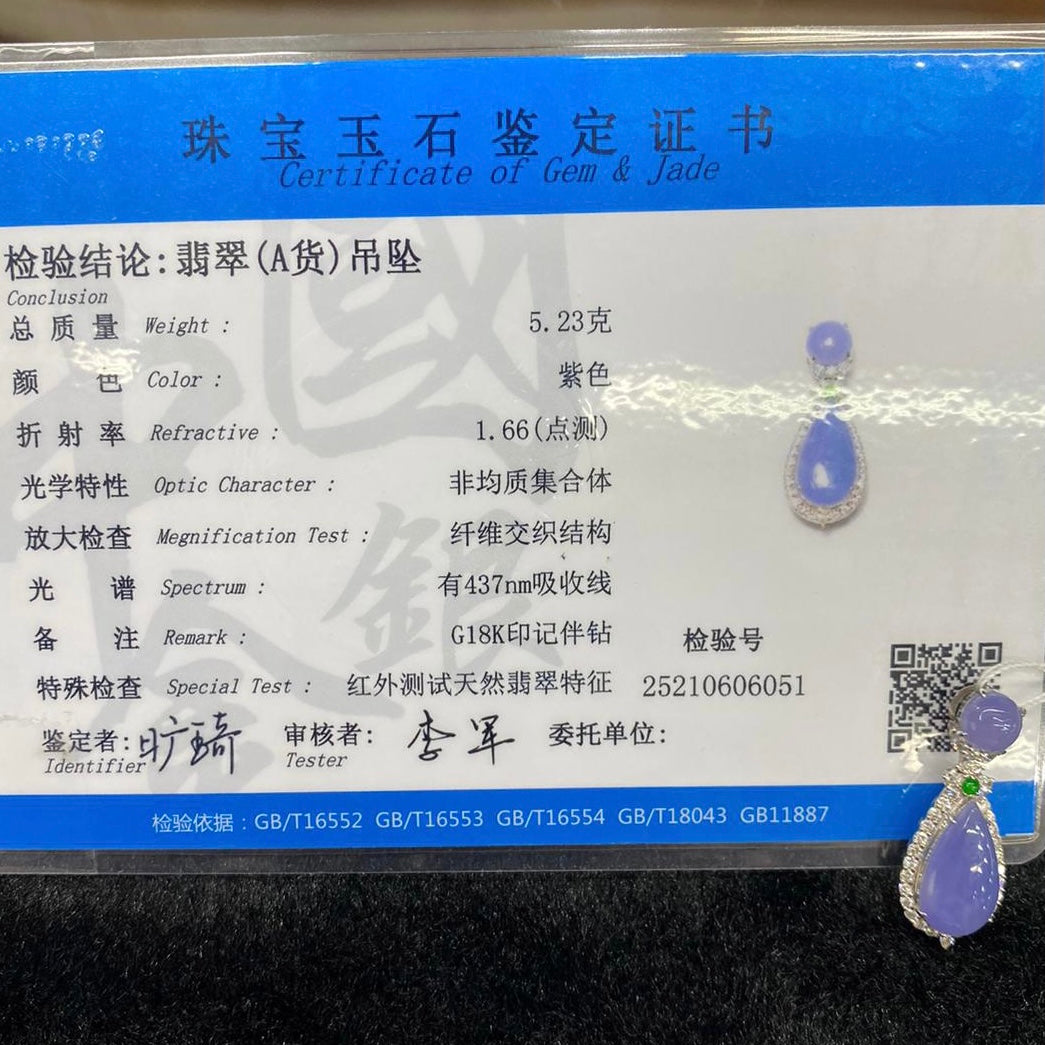 珠宝玉石鉴定证书
Certificate of Gem & Jade
检验结论:翡翠(A货)吊坠
Conclusion
总质量 Weight : 5.23克
颜色 Color : 紫色
折射率 Refractive : 1.66(点测)
光学特性 Optic Character : 非均质集合体
放大检查 Megnification Test : 纤维交织结构
光谱 Spectrum : 有437nm吸收线
备注 Remark : G18K印记伴钻
检验号
特殊检查 Special Test : 红外测试天然翡翠特征 25210606051
鉴定者: 审核者: 李军 委托单位:
Identifier Tester
检验依据：GB/T16552 GB/T16553 GB/T16554 GB/T18043 GB11887